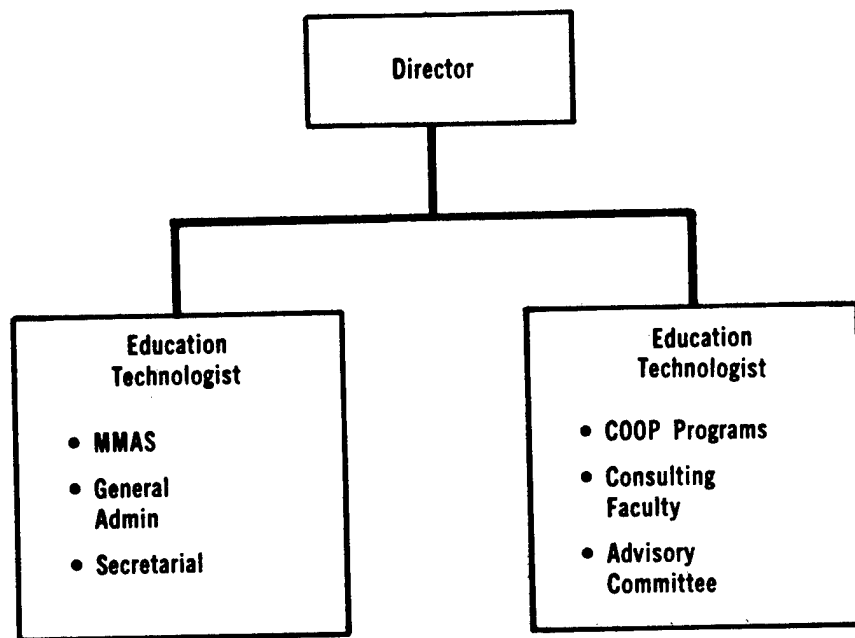 Director
Education
Technologist
• MMAS
• General
Admin
• Secretarial
Education
Technologist
• COOP Programs
• Consulting
Faculty
• Advisory
Committee